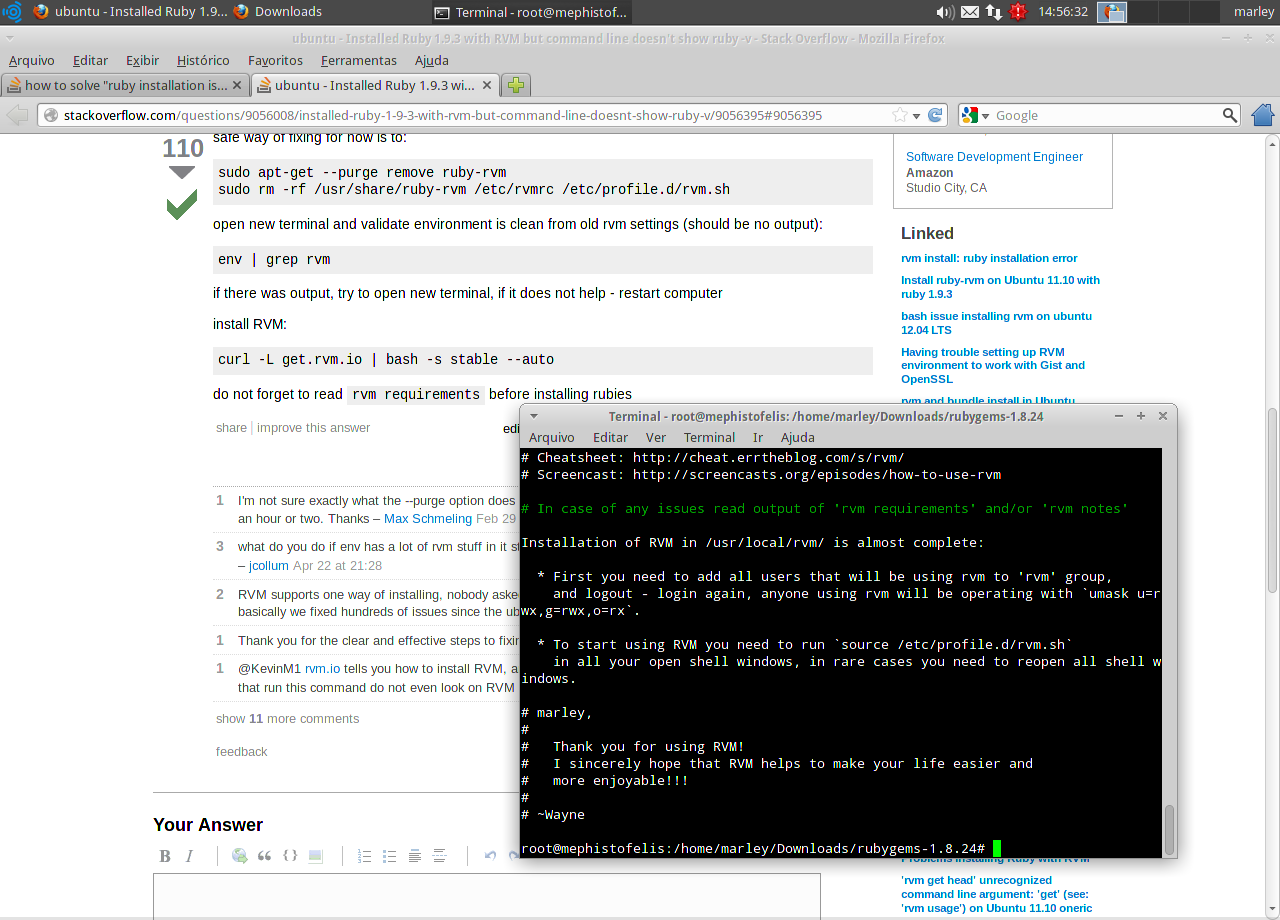 ubuntu - Installed Ruby 1.9...
Downloads
Terminal - root@mephistof...
14:56:32
marley
ubuntu - Installed Ruby 1.9.3 with RVM but command line doesn't show ruby -v - Stack Overflow - Mozilla Firefox
Arquivo Editar Exibir Histórico Favoritos Ferramentas Ajuda
how to solve "ruby installation is...
ubuntu - Installed Ruby 1.9.3 wi...
stackoverflow.com/questions/9056008/installed-ruby-1-9-3-with-rvm-but-command-line-doesnt-show-ruby-v/9056395#9056395
Google
110
safe way of fixing for now is to:
sudo apt-get --purge remove ruby-rvm
sudo rm -rf /usr/share/ruby-rvm /etc/rvmrc /etc/profile.d/rvm.sh
open new terminal and validate environment is clean from old rvm settings (should be no output):
env | grep rvm
if there was output, try to open new terminal, if it does not help - restart computer
install RVM:
curl -L get.rvm.io | bash -s stable --auto
do not forget to read rvm requirements before installing rubies
share | improve this answer
edi
1 I'm not sure exactly what the --purge option does
an hour or two. Thanks – Max Schmeling Feb 29
3 what do you do if env has a lot of rvm stuff in it st
– jcollum Apr 22 at 21:28
2 RVM supports one way of installing, nobody aske
basically we fixed hundreds of issues since the ub
1 Thank you for the clear and effective steps to fixin
1 @KevinM1 rvm.io tells you how to install RVM, a
that run this command do not even look on RVM
show 11 more comments
feedback
Your Answer
B I
Software Development Engineer
Amazon
Studio City, CA
Linked
rvm install: ruby installation error
Install ruby-rvm on Ubuntu 11.10 with
ruby 1.9.3
bash issue installing rvm on ubuntu
12.04 LTS
Having trouble setting up RVM
environment to work with Gist and
OpenSSL
rvm and bundle install in Ubuntu
Problems installing Ruby with RVM
'rvm get head' unrecognized
command line argument: 'get' (see:
'rvm usage') on Ubuntu 11.10 oneric
Terminal - root@mephistofelis: /home/marley/Downloads/rubygems-1.8.24
Arquivo Editar Ver Terminal Ir Ajuda
# Cheatsheet: http://cheat.errtheblog.com/s/rvm/
# Screencast: http://screencasts.org/episodes/how-to-use-rvm
# In case of any issues read output of 'rvm requirements' and/or 'rvm notes'
Installation of RVM in /usr/local/rvm/ is almost complete:
* First you need to add all users that will be using rvm to 'rvm' group,
and logout - login again, anyone using rvm will be operating with `umask u=r
wx,g=rwx,o=rx`.
* To start using RVM you need to run `source /etc/profile.d/rvm.sh`
in all your open shell windows, in rare cases you need to reopen all shell w
indows.
# marley,
#
# Thank you for using RVM!
# I sincerely hope that RVM helps to make your life easier and
# more enjoyable!!!
#
# ~Wayne
root@mephistofelis:/home/marley/Downloads/rubygems-1.8.24#